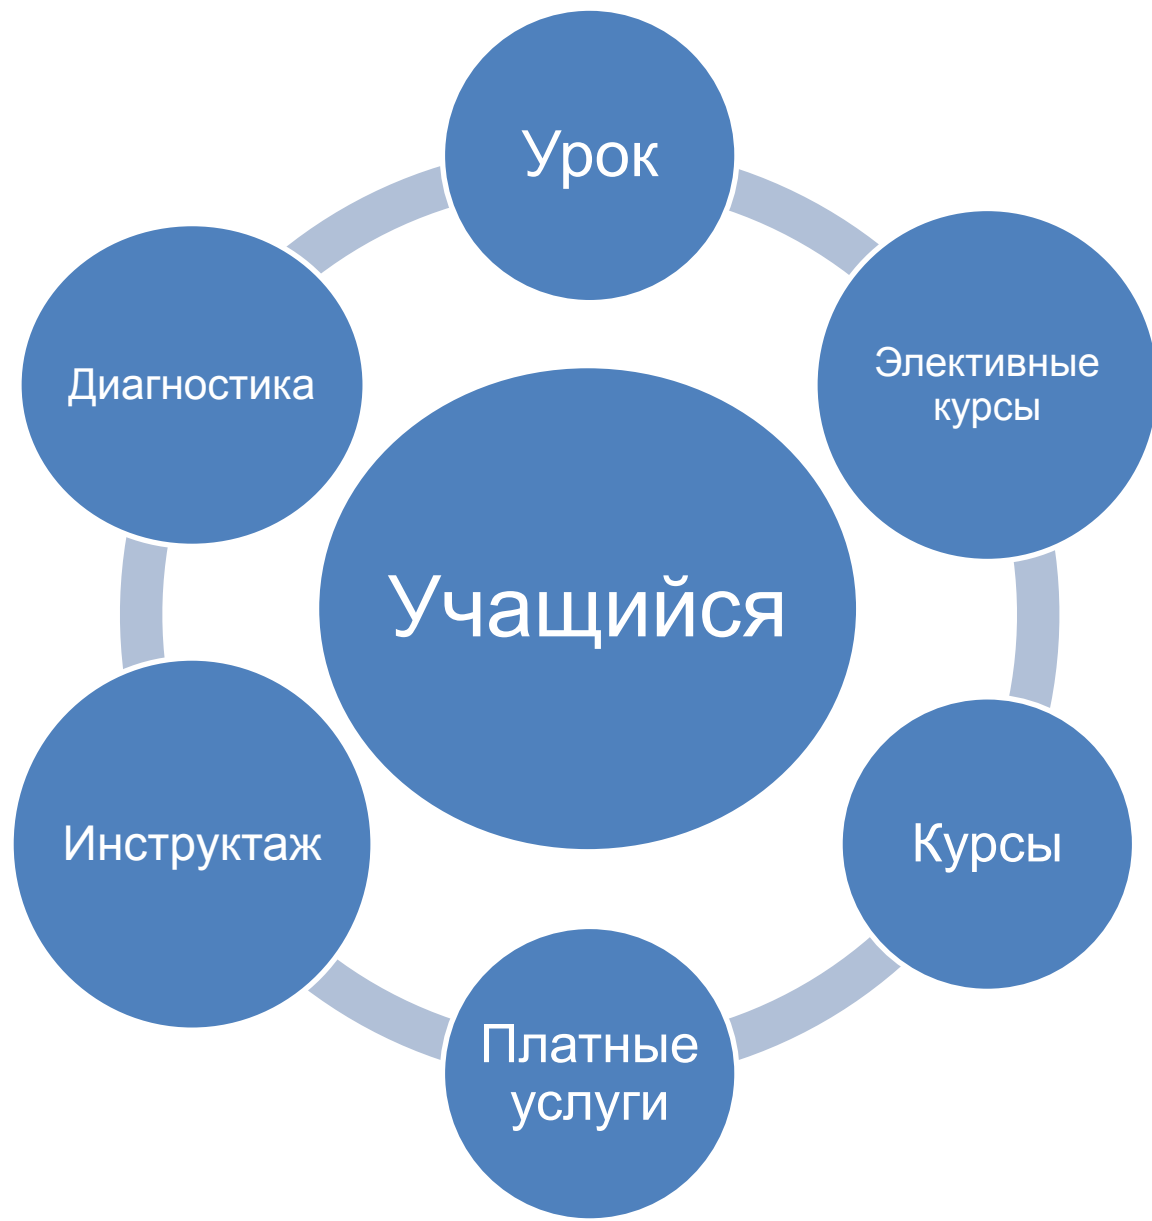 Урок
Элективные
курсы
Диагностика
Учащийся
Инструктаж
Курсы
Платные
услуги